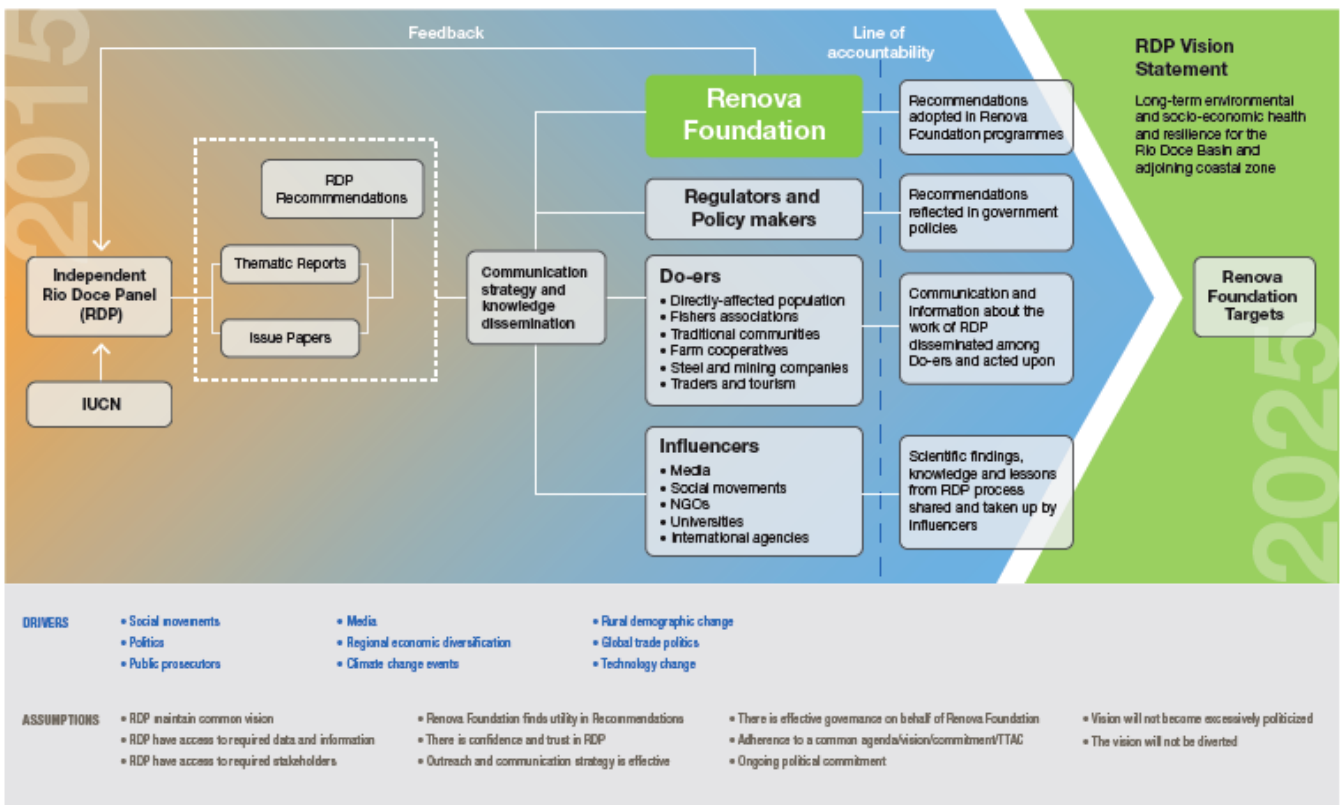 2015
Feedback
Line of
accountability
RDP Vision
Statement
Long-term environmental
and socio-economic health
and resilience for the
Rio Doce Basin and
adjoining coastal zone
Renova
Foundation
Recommendations
adopted in Renova
Foundation programmes
RDP
Recommmendations
Regulators and
Policy makers
Recommendations
reflected in government
policies
Independent
Rio Doce Panel
(RDP)
Thematic Reports
Issue Papers
IUCN
Communication
strategy and
knowledge
dissemination
Do-ers
• Directly-affected population
• Fishers associations
• Traditional communities
• Farm cooperatives
• Steel and mining companies
• Traders and tourism
Communication and
information about the
work of RDP
disseminated among
Do-ers and acted upon
Renova
Foundation
Targets
Influencers
• Media
• Social movements
• NGOs
• Universities
• International agencies
Scientific findings,
knowledge and lessons
from RDP process
shared and taken up by
Influencers
2025
DRIVERS
• Social movements
• Politics
• Public prosecutors
• Media
• Regional economic diversification
• Climate change events
• Rural demographic change
• Global trade politics
• Technology change
ASSUMPTIONS
• RDP maintain common vision
• RDP have access to required data and information
• RDP have access to required stakeholders
• Renova Foundation finds utility in Recommendations
• There is confidence and trust in RDP
• Outreach and communication strategy is effective
• There is effective governance on behalf of Renova Foundation
• Adherence to a common agenda/vision/commitment/TTAC
• Ongoing political commitment
• Vision will not become excessively politicized
• The vision will not be diverted